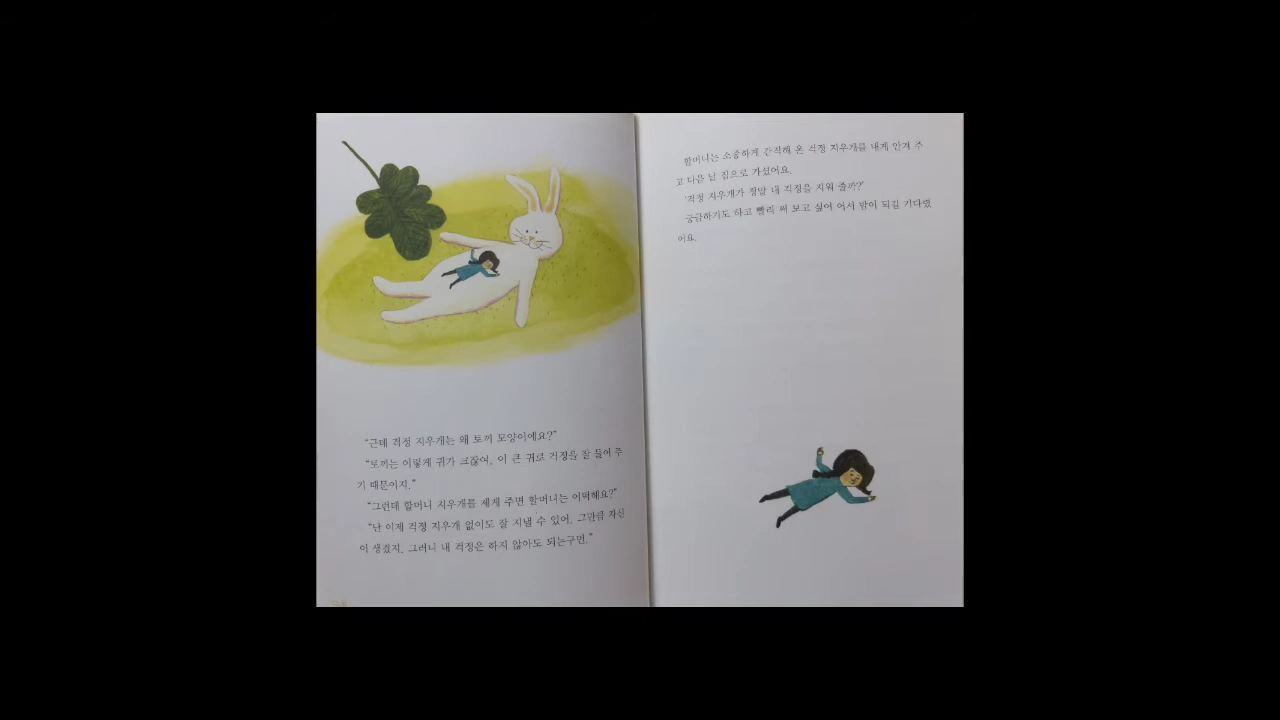 "근데 걱정 지우개는 왜 토끼 모양이에요?"
"토끼는 이렇게 귀가 크잖여. 이 큰 귀로 걱정을 잘 들어 주
기 때문이지."
"그런데 할머니 지우개를 제게 주면 할머니는 어떡해요?"
"난 이제 걱정 지우개 없이도 잘 지낼 수 있어. 그만큼 자신
이 생겼지. 그러니 내 걱정은 하지 않아도 되는구먼."
할머니는 소중하게 간직해 온 걱정 지우개를 내게 안겨 주
고 다음 날 집으로 가셨어요.
'걱정 지우개가 정말 내 걱정을 지워 줄까?'
궁금하기도 하고 빨리 써 보고 싶어 어서 밤이 되길 기다렸
어요.